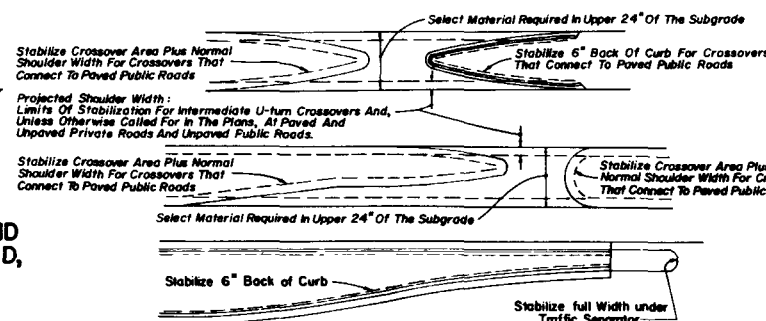 Select Material Required In Upper 24" Of The Subgrade
Stabilize Crossover Area Plus Normal
Shoulder Width For Crossovers That
Connect To Paved Public Roads
Stabilize 6" Back Of Curb For Crossovers
That Connect To Paved Public Roads
Projected Shoulder Width :
Limits Of Stabilization For Intermediate U-turn Crossovers And,
Unless Otherwise Called For In The Plans, At Paved And
Unpaved Private Roads And Unpaved Public Roads.
Stabilize Crossover Area Plus Normal
Shoulder Width For Crossovers That
Connect To Paved Public Roads
Stabilize Crossover Area Plus
Normal Shoulder Width For Cr
That Connect To Paved Public
Select Material Required In Upper 24" Of The Subgrade
ID
D,
Stabilize 6" Back of Curb
Stabilize full Width under
Traffic Separator